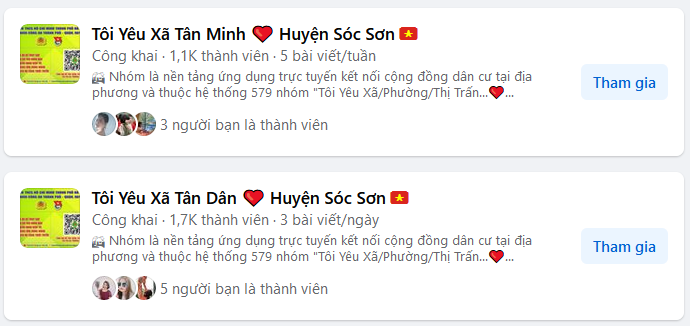 Tôi Yêu Xã Tân Minh ❤️ Huyện Sóc Sơn 🇻🇳
Công khai · 1,1K thành viên · 5 bài viết/tuần
Nhóm là nền tảng ứng dụng trực tuyến kết nối cộng đồng dân cư tại địa
phương và thuộc hệ thống 579 nhóm "Tôi Yêu Xã/Phường/Thị Trấn...❤️...
3 người bạn là thành viên
Tham gia
Tôi Yêu Xã Tân Dân ❤️ Huyện Sóc Sơn 🇻🇳
Công khai · 1,7K thành viên · 3 bài viết/ngày
Nhóm là nền tảng ứng dụng trực tuyến kết nối cộng đồng dân cư tại địa
phương và thuộc hệ thống 579 nhóm "Tôi Yêu Xã/Phường/Thị Trấn...❤️...
5 người bạn là thành viên
Tham gia